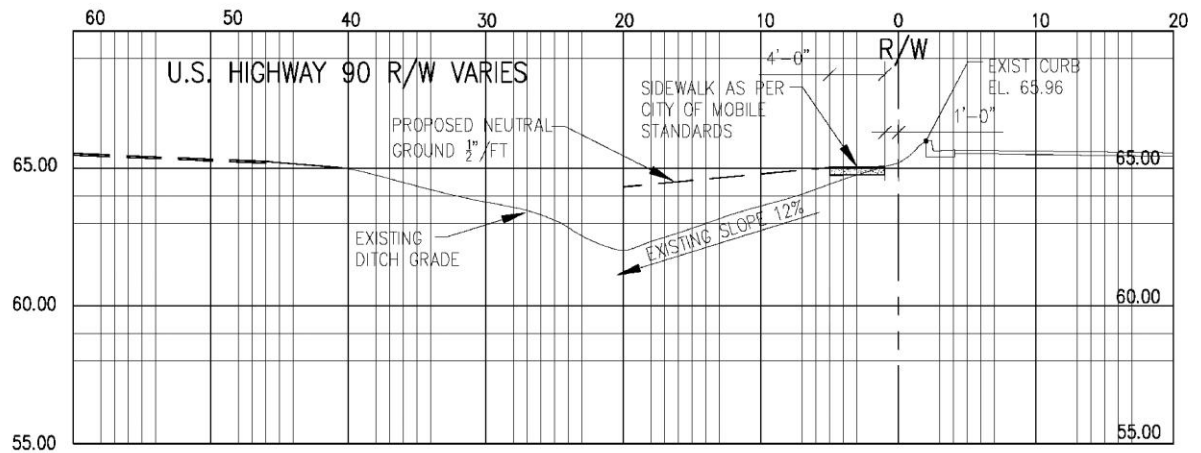 60 50 40 30 20 10 0 10 20
4'-0"
R/W
U.S. HIGHWAY 90 R/W VARIES
SIDEWALK AS PER
CITY OF MOBILE
STANDARDS
EXIST CURB
EL. 65.96
1'-0"
PROPOSED NEUTRAL
GROUND 1/2"/FT
65.00
65.00
EXISTING
DITCH GRADE
EXISTING SLOPE 12%
60.00
60.00
55.00
55.00